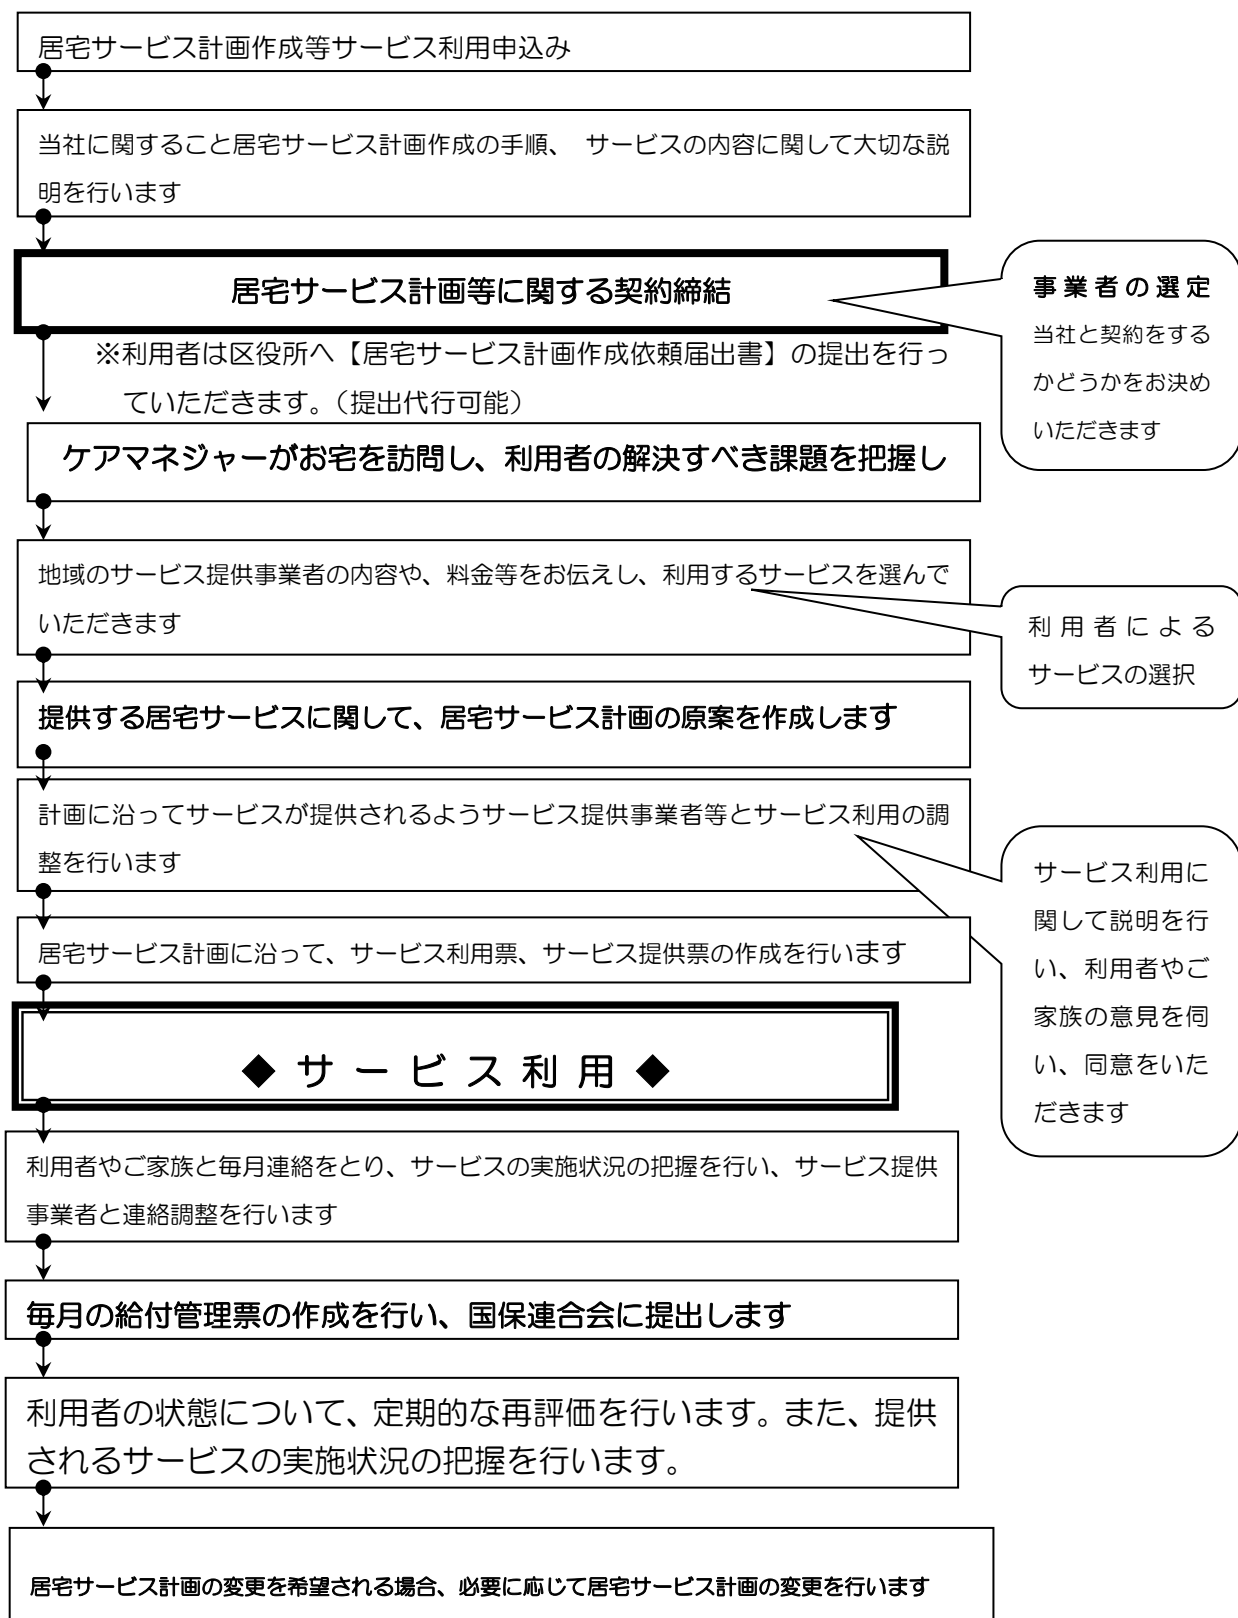 居宅サービス計画作成等サービス利用申込み
当社に関すること居宅サービス計画作成の手順、 サービスの内容に関して大切な説
明を行います
居宅サービス計画等に関する契約締結
事業者の選定
当社と契約をする
かどうかをお決め
いただきます
※利用者は区役所へ【居宅サービス計画作成依頼届出書】の提出を行っ
ていただきます。（提出代行可能）
ケアマネジャーがお宅を訪問し、利用者の解決すべき課題を把握し
地域のサービス提供事業者の内容や、料金等をお伝えし、利用するサービスを選んで
いただきます
利用者による
サービスの選択
提供する居宅サービスに関して、居宅サービス計画の原案を作成します
計画に沿ってサービスが提供されるようサービス提供事業者等とサービス利用の調
整を行います
サービス利用に
関して説明を行
い、利用者やご
家族の意見を伺
い、同意をいた
だきます
居宅サービス計画に沿って、サービス利用票、サービス提供票の作成を行います
◆ サ ー ビ ス 利 用 ◆
利用者やご家族と毎月連絡をとり、サービスの実施状況の把握を行い、サービス提供
事業者と連絡調整を行います
毎月の給付管理票の作成を行い、国保連合会に提出します
利用者の状態について、定期的な再評価を行います。また、提供
されるサービスの実施状況の把握を行います。
居宅サービス計画の変更を希望される場合、必要に応じて居宅サービス計画の変更を行います